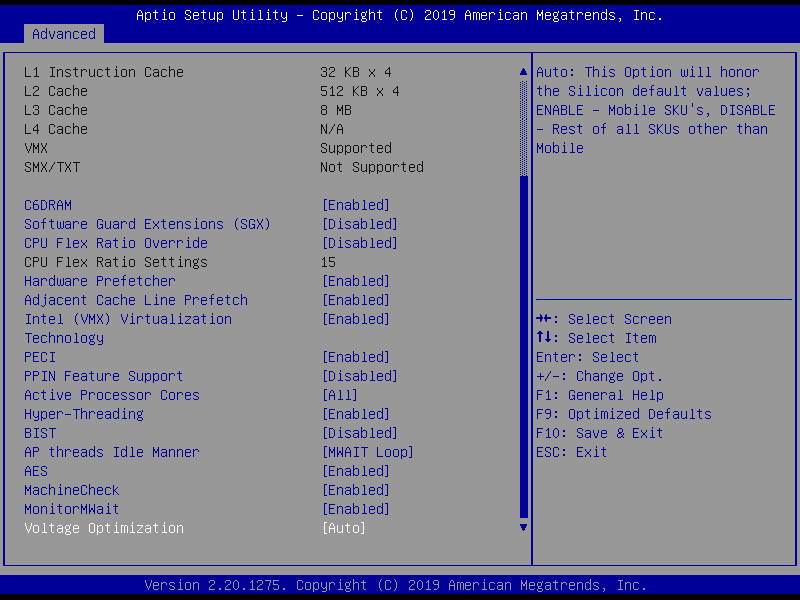 Aptio Setup Utility – Copyright (C) 2019 American Megatrends, Inc.
Advanced
L1 Instruction Cache 32 KB x 4
L2 Cache 512 KB x 4
L3 Cache 8 MB
L4 Cache N/A
VMX Supported
SMX/TXT Not Supported
C6DRAM [Enabled]
Software Guard Extensions (SGX) [Disabled]
CPU Flex Ratio Override [Disabled]
CPU Flex Ratio Settings 15
Hardware Prefetcher [Enabled]
Adjacent Cache Line Prefetch [Enabled]
Intel (VMX) Virtualization [Enabled]
Technology
PECI [Enabled]
PPIN Feature Support [Disabled]
Active Processor Cores [All]
Hyper-Threading [Enabled]
BIST [Disabled]
AP threads Idle Manner [MWAIT Loop]
AES [Enabled]
MachineCheck [Enabled]
MonitorMWait [Enabled]
Voltage Optimization [Auto]
Auto: This Option will honor
the Silicon default values;
ENABLE – Mobile SKU's, DISABLE
– Rest of all SKUs other than
Mobile
→←: Select Screen
↑↓: Select Item
Enter: Select
+/-: Change Opt.
F1: General Help
F9: Optimized Defaults
F10: Save & Exit
ESC: Exit
Version 2.20.1275. Copyright (C) 2019 American Megatrends, Inc.